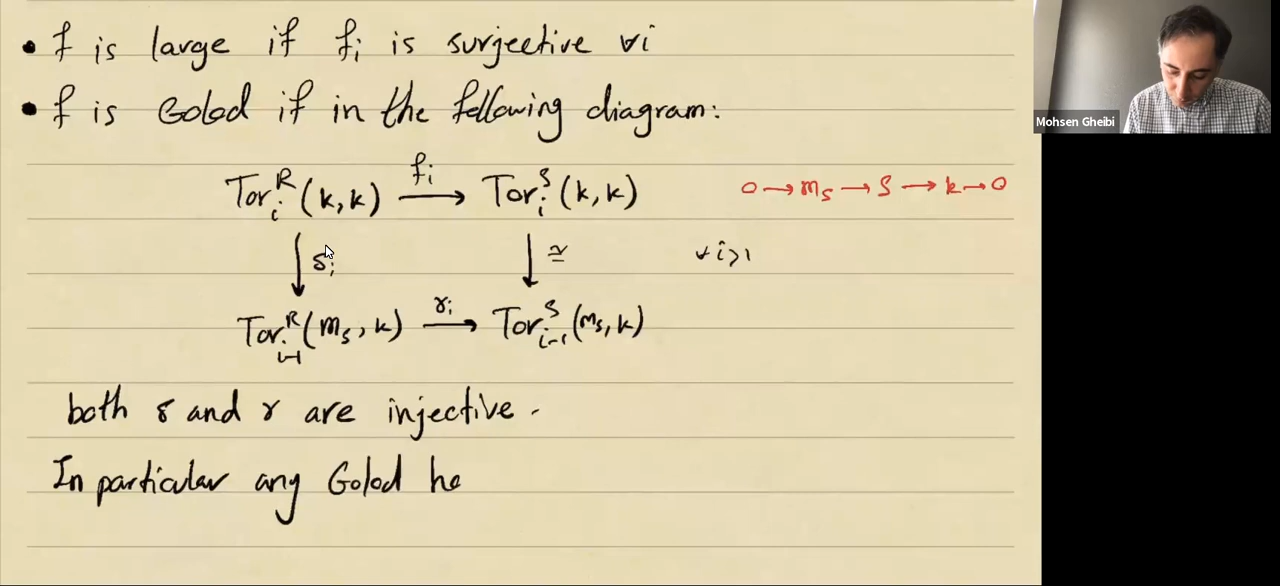 • f is large if fᵢ is surjective ∀i
• f is Golod if in the following diagram:
Torᵢᴿ(k,k) —fᵢ→ Torᵢˢ(k,k)
0 → mₛ → S → k → 0
↓ δᵢ ↓ ≅ ∀ i≥1
Torᵢ₋₁ᴿ(mₛ,k) —γᵢ→ Torᵢ₋₁ˢ(mₛ,k)
both δ and γ are injective.
In particular any Golod ho
Mohsen Gheibi